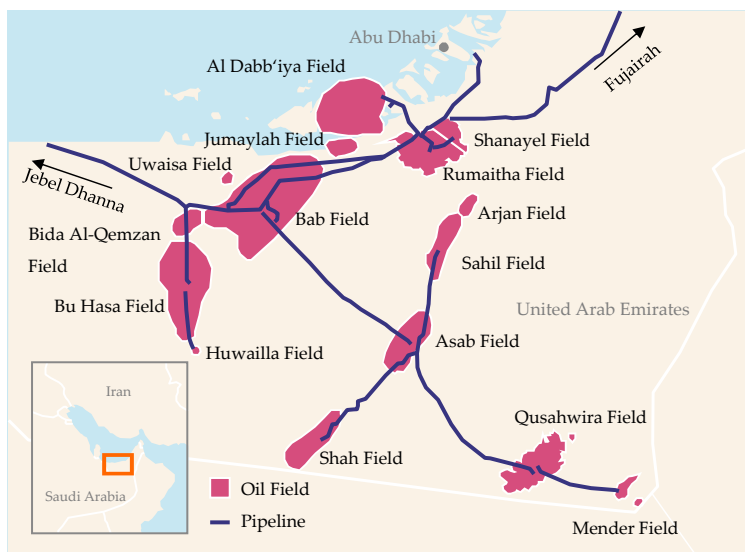 Abu Dhabi
Al Dabb‘iya Field
Fujairah
Jumaylah Field
Shanayel Field
Uwaisa Field
Rumaitha Field
Jebel Dhanna
Arjan Field
Bab Field
Bida Al-Qemzan
Field
Sahil Field
Bu Hasa Field
United Arab Emirates
Asab Field
Huwailla Field
Iran
Qusahwira Field
Shah Field
Saudi Arabia
Oil Field
Pipeline
Mender Field